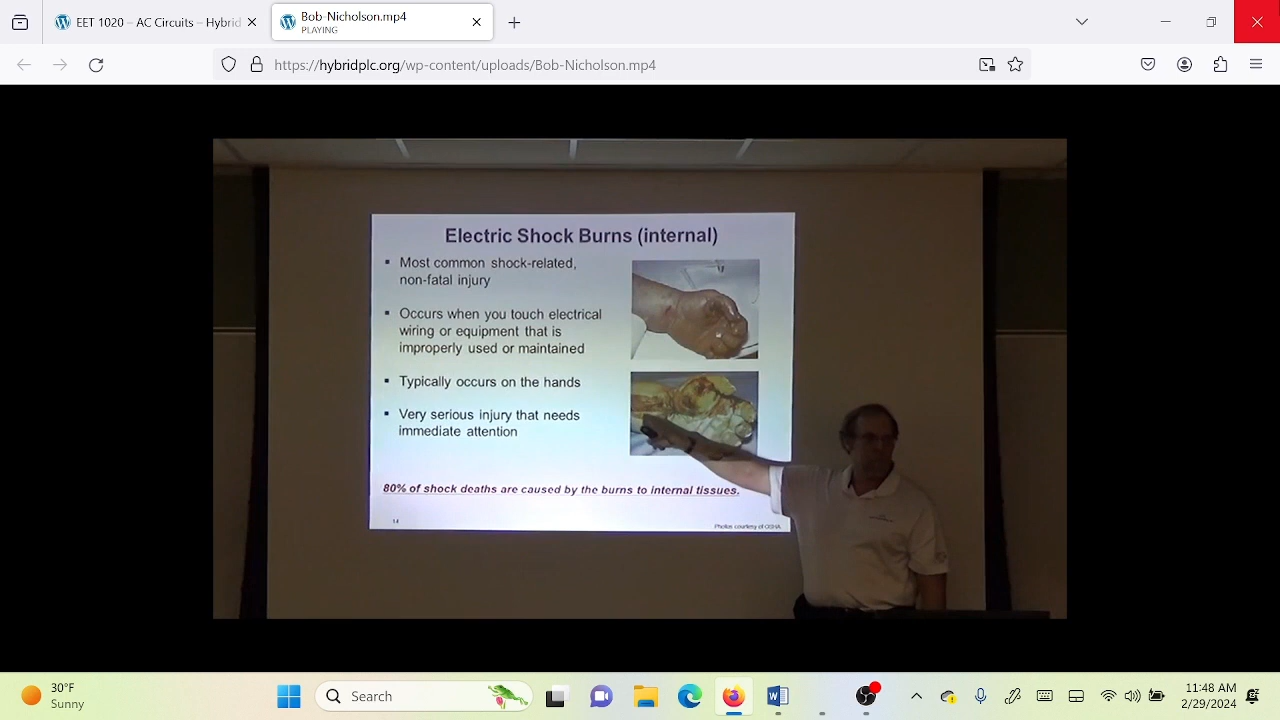 EET 1020 – AC Circuits – Hybrid
Bob-Nicholson.mp4
PLAYING
https://hybridplc.org/wp-content/uploads/Bob-Nicholson.mp4
Electric Shock Burns (internal)
▪ Most common shock-related,
non-fatal injury
▪ Occurs when you touch electrical
wiring or equipment that is
improperly used or maintained
▪ Typically occurs on the hands
▪ Very serious injury that needs
immediate attention
80% of shock deaths are caused by the burns to internal tissues.
14
Photos courtesy of OSHA.
30°F
Sunny
Search
11:48 AM
2/29/2024